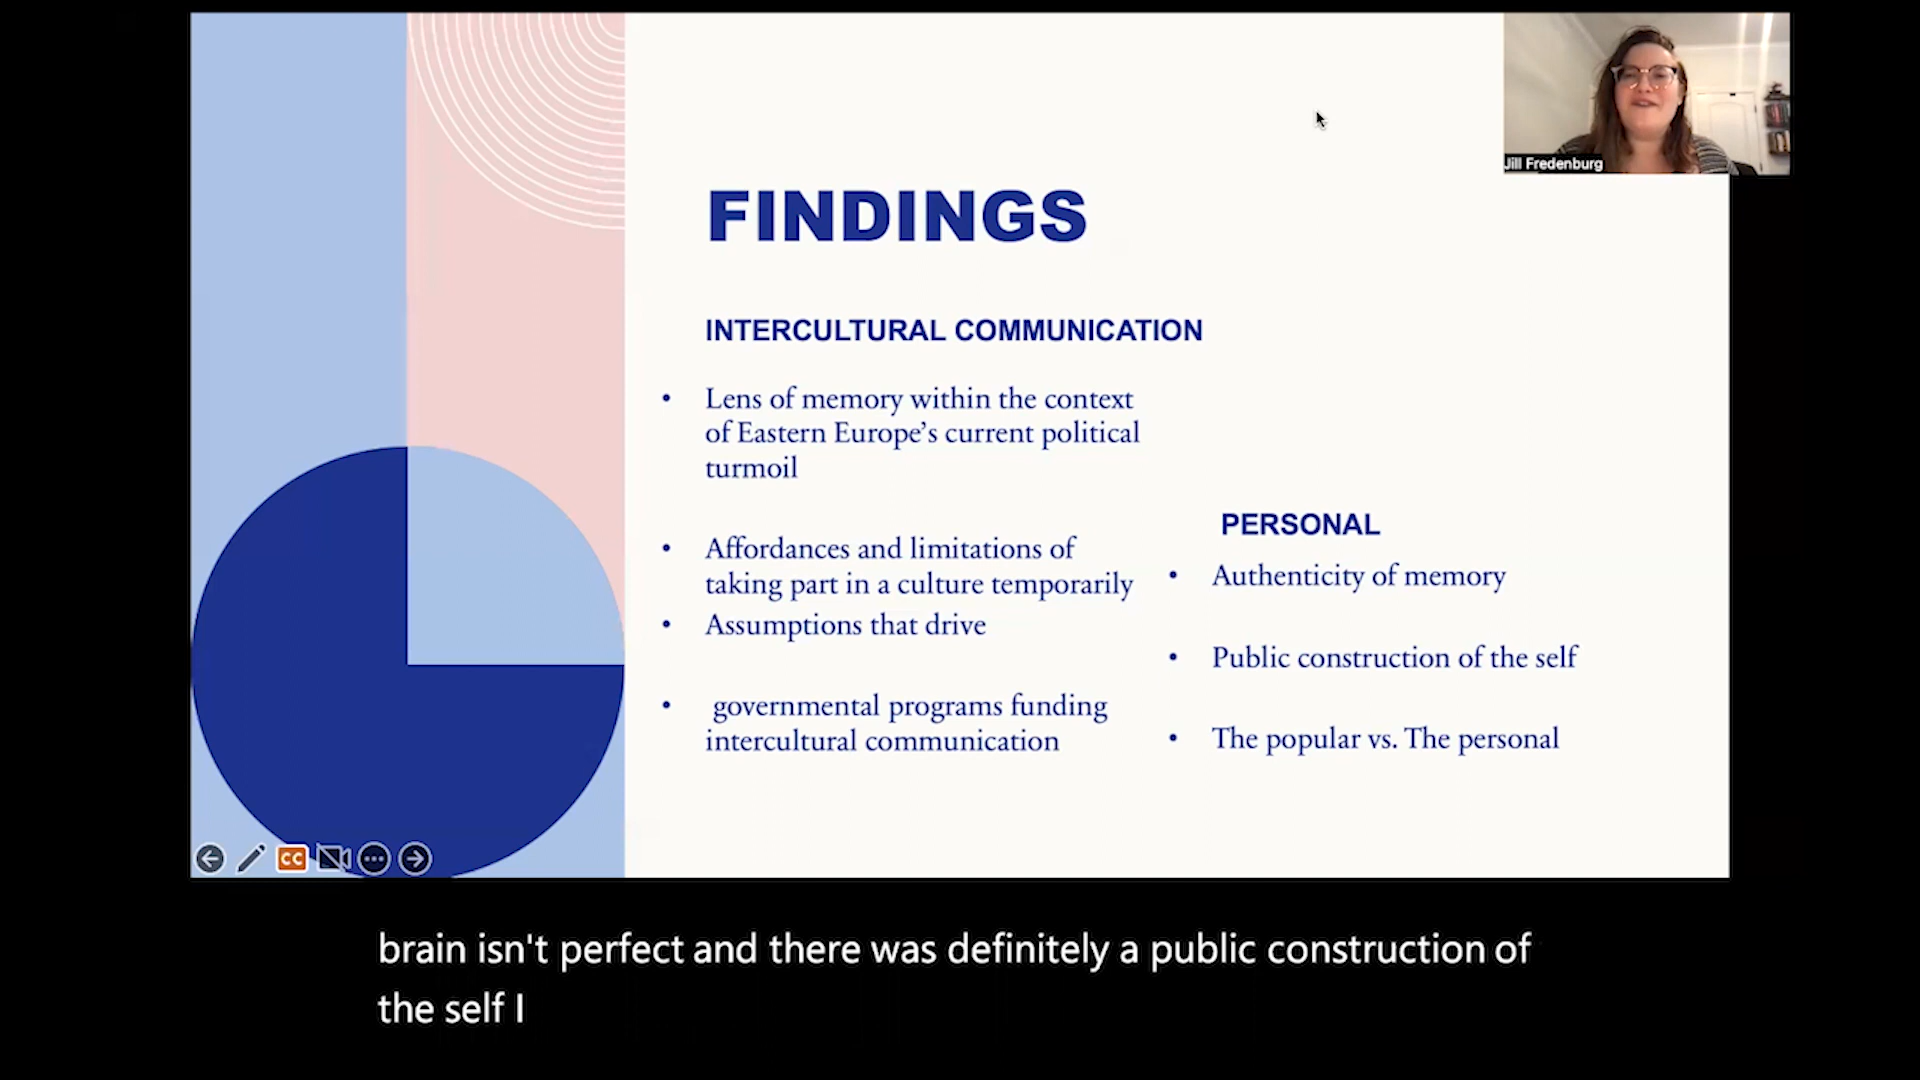 Jill Fredenburg
FINDINGS
INTERCULTURAL COMMUNICATION
• Lens of memory within the context
of Eastern Europe’s current political
turmoil
• Affordances and limitations of
taking part in a culture temporarily
• Assumptions that drive
• governmental programs funding
intercultural communication
PERSONAL
• Authenticity of memory
• Public construction of the self
• The popular vs. The personal
CC
brain isn't perfect and there was definitely a public construction of
the self I